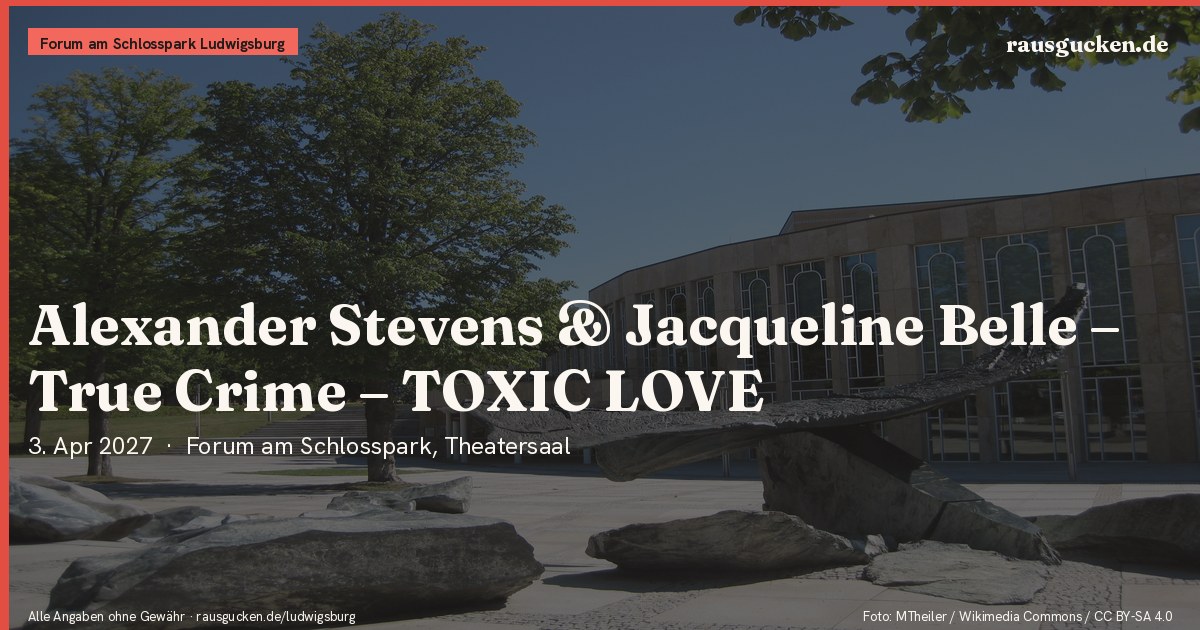 Forum am Schlosspark Ludwigsburg
rausgucken.de
Alexander Stevens & Jacqueline Belle –
True Crime – TOXIC LOVE
3. Apr 2027 · Forum am Schlosspark, Theatersaal
Alle Angaben ohne Gewähr · rausgucken.de/ludwigsburg
Foto: MTheiler / Wikimedia Commons / CC BY-SA 4.0